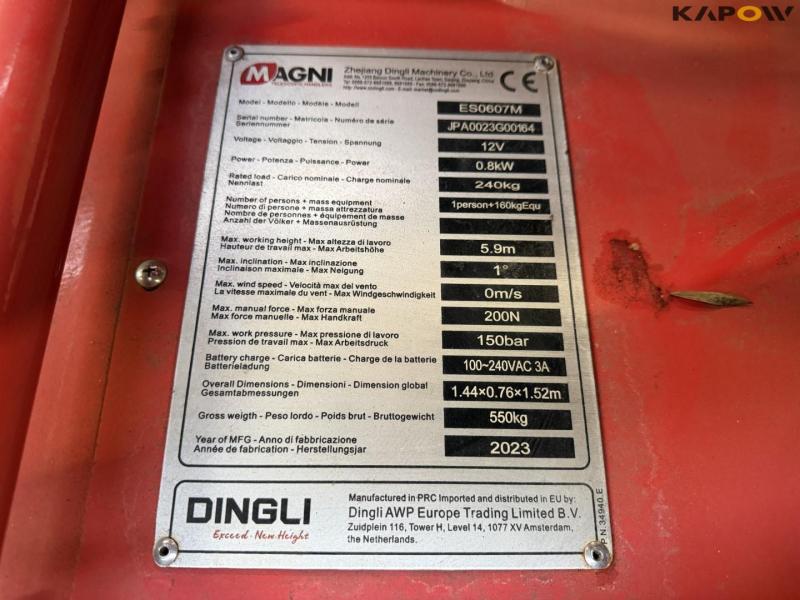 KAPOW
MAGNI
TELESCOPIC HANDLERS
Zhejiang Dingli Machinery Co., Ltd
CE
Model - Modello - Modèle - Modell ES0607M
Serial number - Matricola - Numéro de série
Seriennummer JPA0023G00164
Voltage - Voltaggio - Tension - Spannung 12V
Power - Potenza - Puissance - Power 0.8kW
Rated load - Carico nominale - Charge nominale
Nennlast 240kg
Number of persons + mass equipment
Numero di persone + massa attrezzatura
Nombre de personnes + équipement de masse
Anzahl der Völker + Massenausrüstung
1person+160kgEqu
Max. working height - Max altezza di lavoro
Hauteur de travail max - Max Arbeitshöhe 5.9m
Max. inclination - Max inclinazione
Inclinaison maximale - Max Neigung 1°
Max. wind speed - Velocità max del vento
La vitesse maximale du vent - Max Windgeschwindigkeit 0m/s
Max. manual force - Max forza manuale
Max force manuelle - Max Handkraft 200N
Max. work pressure - Max pressione di lavoro
Pression de travail max - Max Arbeitsdruck 150bar
Battery charge - Carica batterie - Charge de la batterie
Batterieladung 100~240VAC 3A
Overall Dimensions - Dimensioni - Dimension global
Gesamtabmessungen 1.44×0.76×1.52m
Gross weigth - Peso lordo - Poids brut - Bruttogewicht 550kg
Year of MFG - Anno di fabbricazione
Année de fabrication - Herstellungsjar 2023
DINGLI
Exceed · New Height
Manufactured in PRC Imported and distributed in EU by:
Dingli AWP Europe Trading Limited B.V.
Zuidplein 116, Tower H, Level 14, 1077 XV Amsterdam,
the Netherlands.
P.N. 34940.E